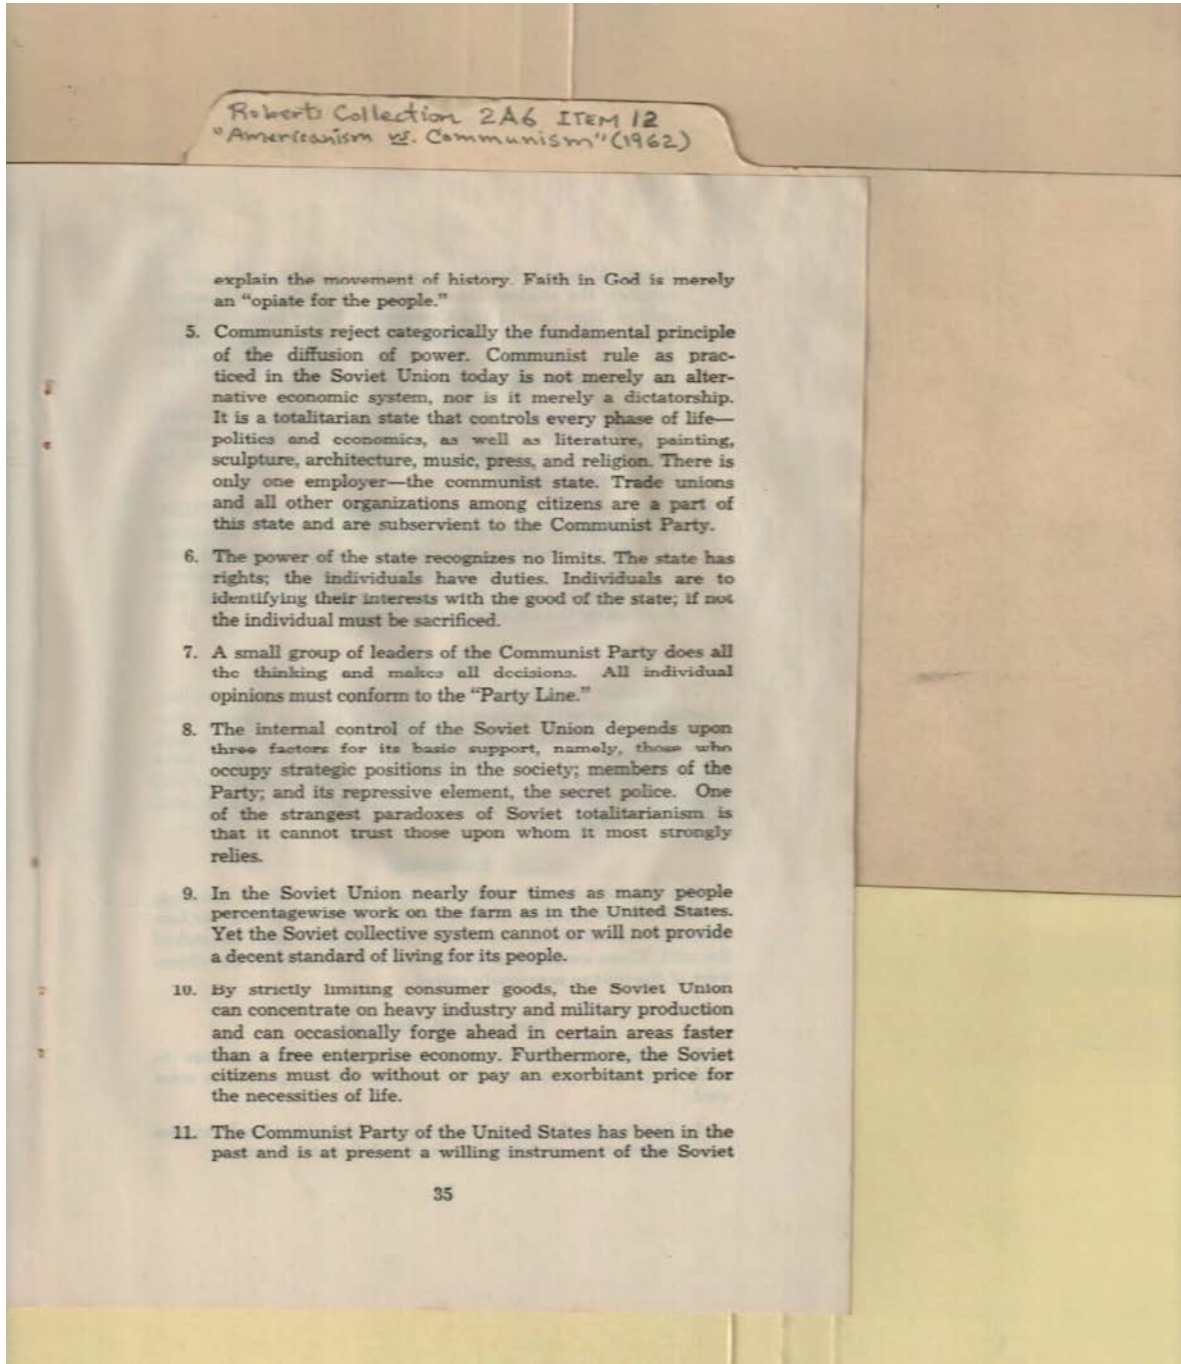 Roberts Collection 2A6 ITEM 12
"Americanism vs. Communism" (1962)
explain the movement of history. Faith in God is merely
an "opiate for the people."
5. Communists reject categorically the fundamental principle
of the diffusion of power. Communist rule as prac-
ticed in the Soviet Union today is not merely an alter-
native economic system, nor is it merely a dictatorship.
It is a totalitarian state that controls every phase of life—
politics and economics, as well as literature, painting,
sculpture, architecture, music, press, and religion. There is
only one employer—the communist state. Trade unions
and all other organizations among citizens are a part of
this state and are subservient to the Communist Party.
6. The power of the state recognizes no limits. The state has
rights; the individuals have duties. Individuals are to
identifying their interests with the good of the state; if not
the individual must be sacrificed.
7. A small group of leaders of the Communist Party does all
the thinking and makes all decisions. All individual
opinions must conform to the "Party Line."
8. The internal control of the Soviet Union depends upon
three factors for its basic support, namely, those who
occupy strategic positions in the society; members of the
Party; and its repressive element, the secret police. One
of the strangest paradoxes of Soviet totalitarianism is
that it cannot trust those upon whom it most strongly
relies.
9. In the Soviet Union nearly four times as many people
percentagewise work on the farm as in the United States.
Yet the Soviet collective system cannot or will not provide
a decent standard of living for its people.
10. By strictly limiting consumer goods, the Soviet Union
can concentrate on heavy industry and military production
and can occasionally forge ahead in certain areas faster
than a free enterprise economy. Furthermore, the Soviet
citizens must do without or pay an exorbitant price for
the necessities of life.
11. The Communist Party of the United States has been in the
past and is at present a willing instrument of the Soviet
35